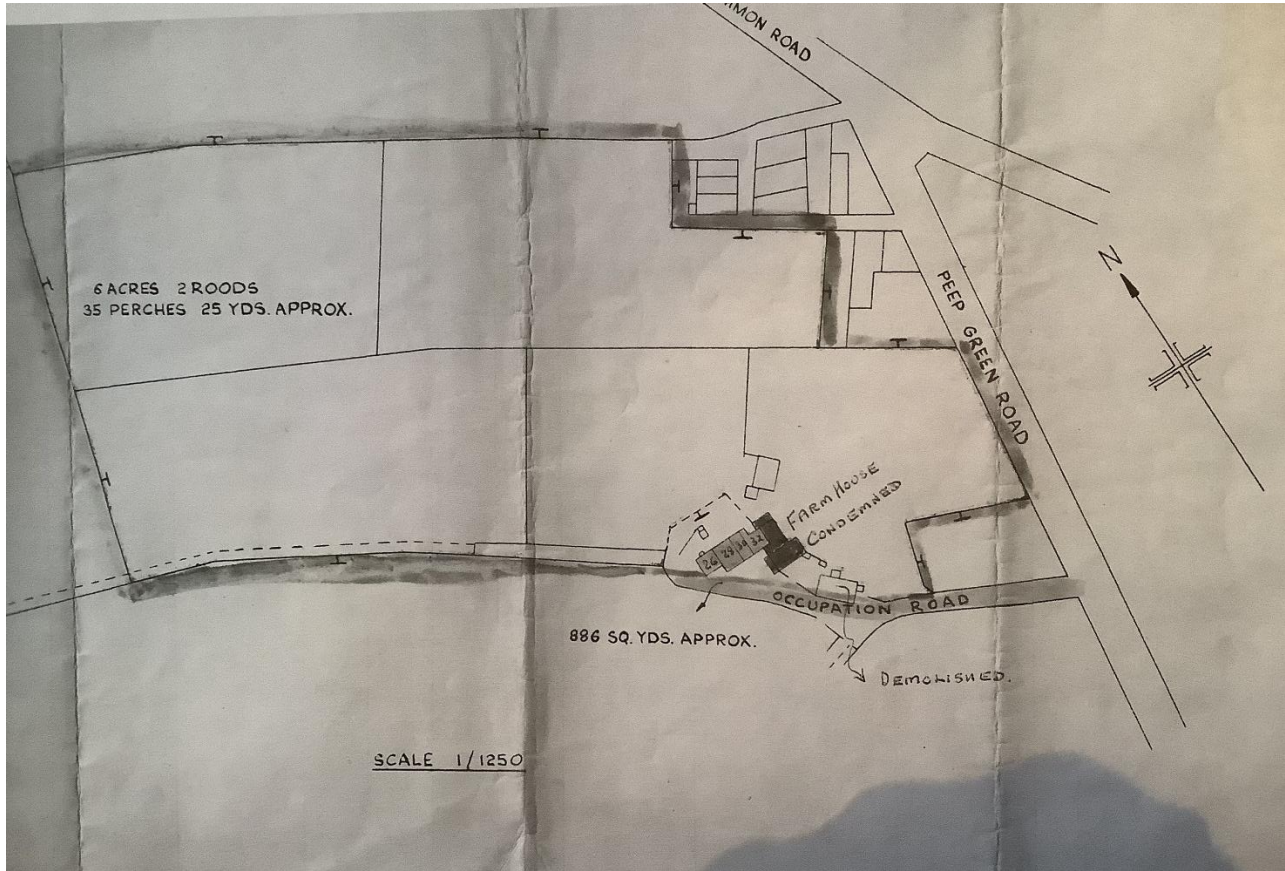 MMON ROAD
N
6 ACRES 2 ROODS
35 PERCHES 25 YDS. APPROX.
PEEP GREEN ROAD
FARM HOUSE
CONDEMNED
26 28 30 32
OCCUPATION ROAD
886 SQ. YDS. APPROX.
DEMOLISHED.
SCALE 1/1250